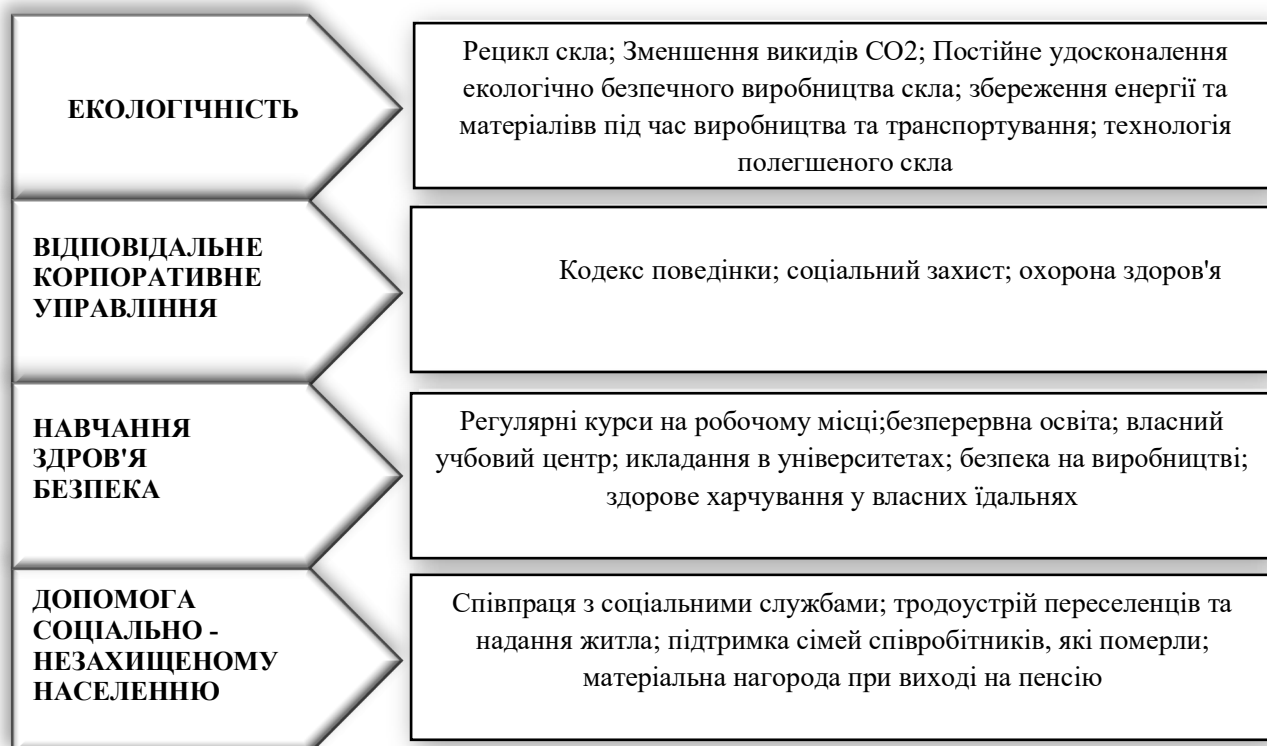 ЕКОЛОГІЧНІСТЬ
Рецикл скла; Зменшення викидів СО2; Постійне удосконалення
екологічно безпечного виробництва скла; збереження енергії та
матеріалівв під час виробництва та транспортування; технологія
полегшеного скла
ВІДПОВІДАЛЬНЕ
КОРПОРАТИВНЕ
УПРАВЛІННЯ
Кодекс поведінки; соціальний захист; охорона здоров'я
НАВЧАННЯ
ЗДРОВ'Я
БЕЗПЕКА
Регулярні курси на робочому місці;безперервна освіта; власний
учбовий центр; икладання в університетах; безпека на виробництві;
здорове харчування у власних їдальнях
ДОПОМОГА
СОЦІАЛЬНО -
НЕЗАХИЩЕНОМУ
НАСЕЛЕННЮ
Співпраця з соціальними службами; тродоустрій переселенців та
надання житла; підтримка сімей співробітників, які померли;
матеріальна нагорода при виході на пенсію